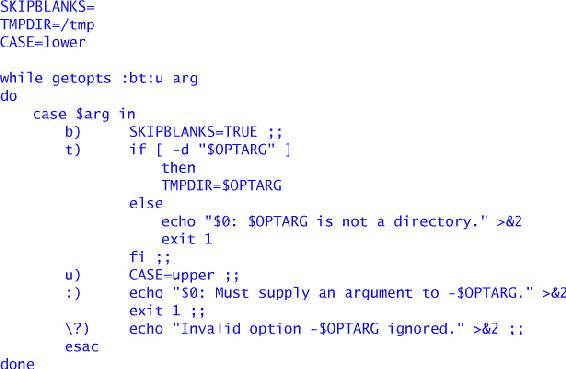 SKIPBLANKS=
TMPDIR=/tmp
CASE=lower
while getopts :bt:u arg
do
case $arg in
b) SKIPBLANKS=TRUE ;;
t) if [ -d "$OPTARG" ]
then
TMPDIR=$OPTARG
else
echo "$0: $OPTARG is not a directory." >&2
exit 1
fi ;;
u) CASE=upper ;;
:) echo "$0: Must supply an argument to -$OPTARG." >&2
exit 1 ;;
\?) echo "Invalid option -$OPTARG ignored." >&2 ;;
esac
done